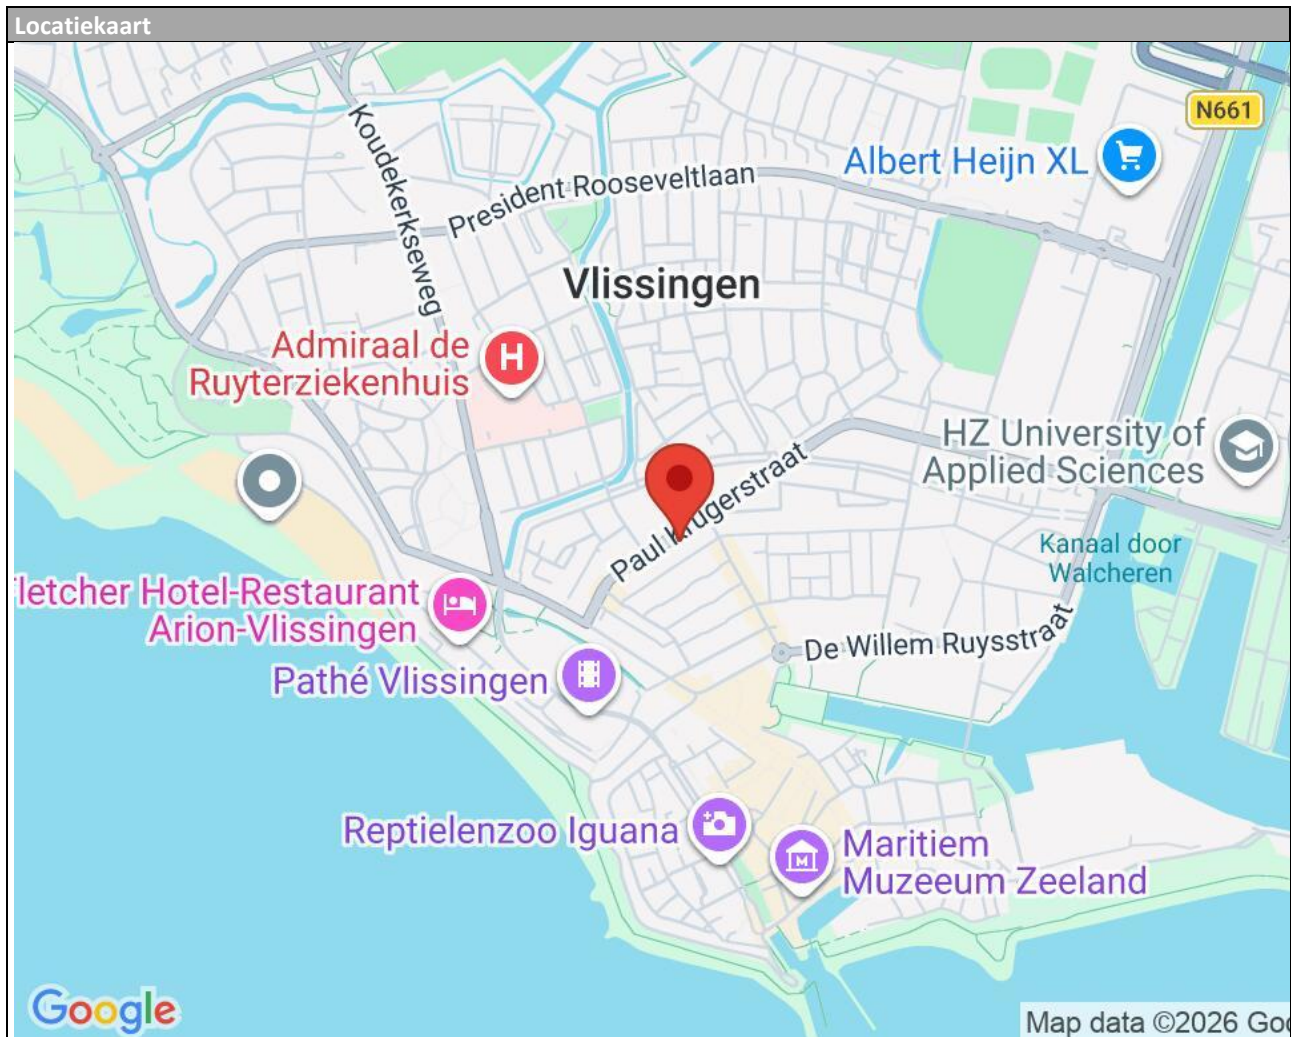 Locatiekaart
N661
Koudekerkseweg
President Rooseveltlaan
Albert Heijn XL
Vlissingen
Admiraal de
Ruyterziekenhuis
HZ University of
Applied Sciences
Paul Krugerstraat
Kanaal door
Walcheren
Fletcher Hotel-Restaurant
Arion-Vlissingen
De Willem Ruysstraat
Pathé Vlissingen
Reptielenzoo Iguana
Maritiem
Muzeeum Zeeland
Google
Map data ©2026 Goo